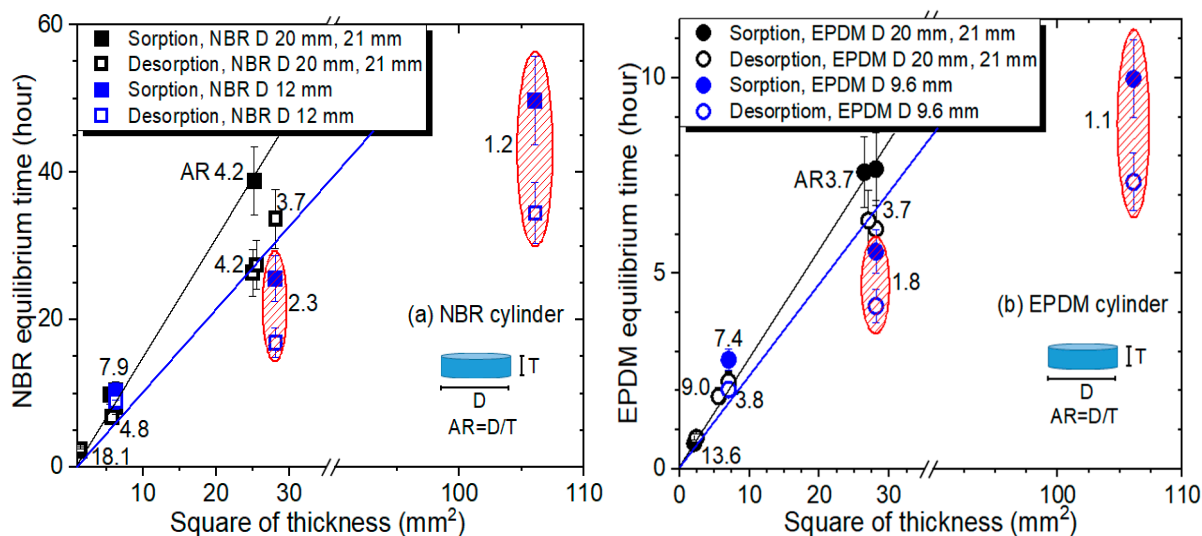 NBR equilibrium time (hour)
60
40
20
0
Sorption, NBR D 20 mm, 21 mm
Desorption, NBR D 20 mm, 21 mm
Sorption, NBR D 12 mm
Desorption, NBR D 12 mm
AR 4.2
3.7
1.2
4.2
2.3
7.9
4.8
18.1
(a) NBR cylinder
T
D
AR=D/T
0 10 20 30 100 110
Square of thickness (mm²)
EPDM equilibrium time (hour)
10
5
0
Sorption, EPDM D 20 mm, 21 mm
Desorption, EPDM D 20 mm, 21 mm
Sorption, EPDM D 9.6 mm
Desorptiom, EPDM D 9.6 mm
AR3.7
3.7
1.1
1.8
7.4
9.0
3.8
13.6
(b) EPDM cylinder
T
D
AR=D/T
0 10 20 30 100 110
Square of thickness (mm²)